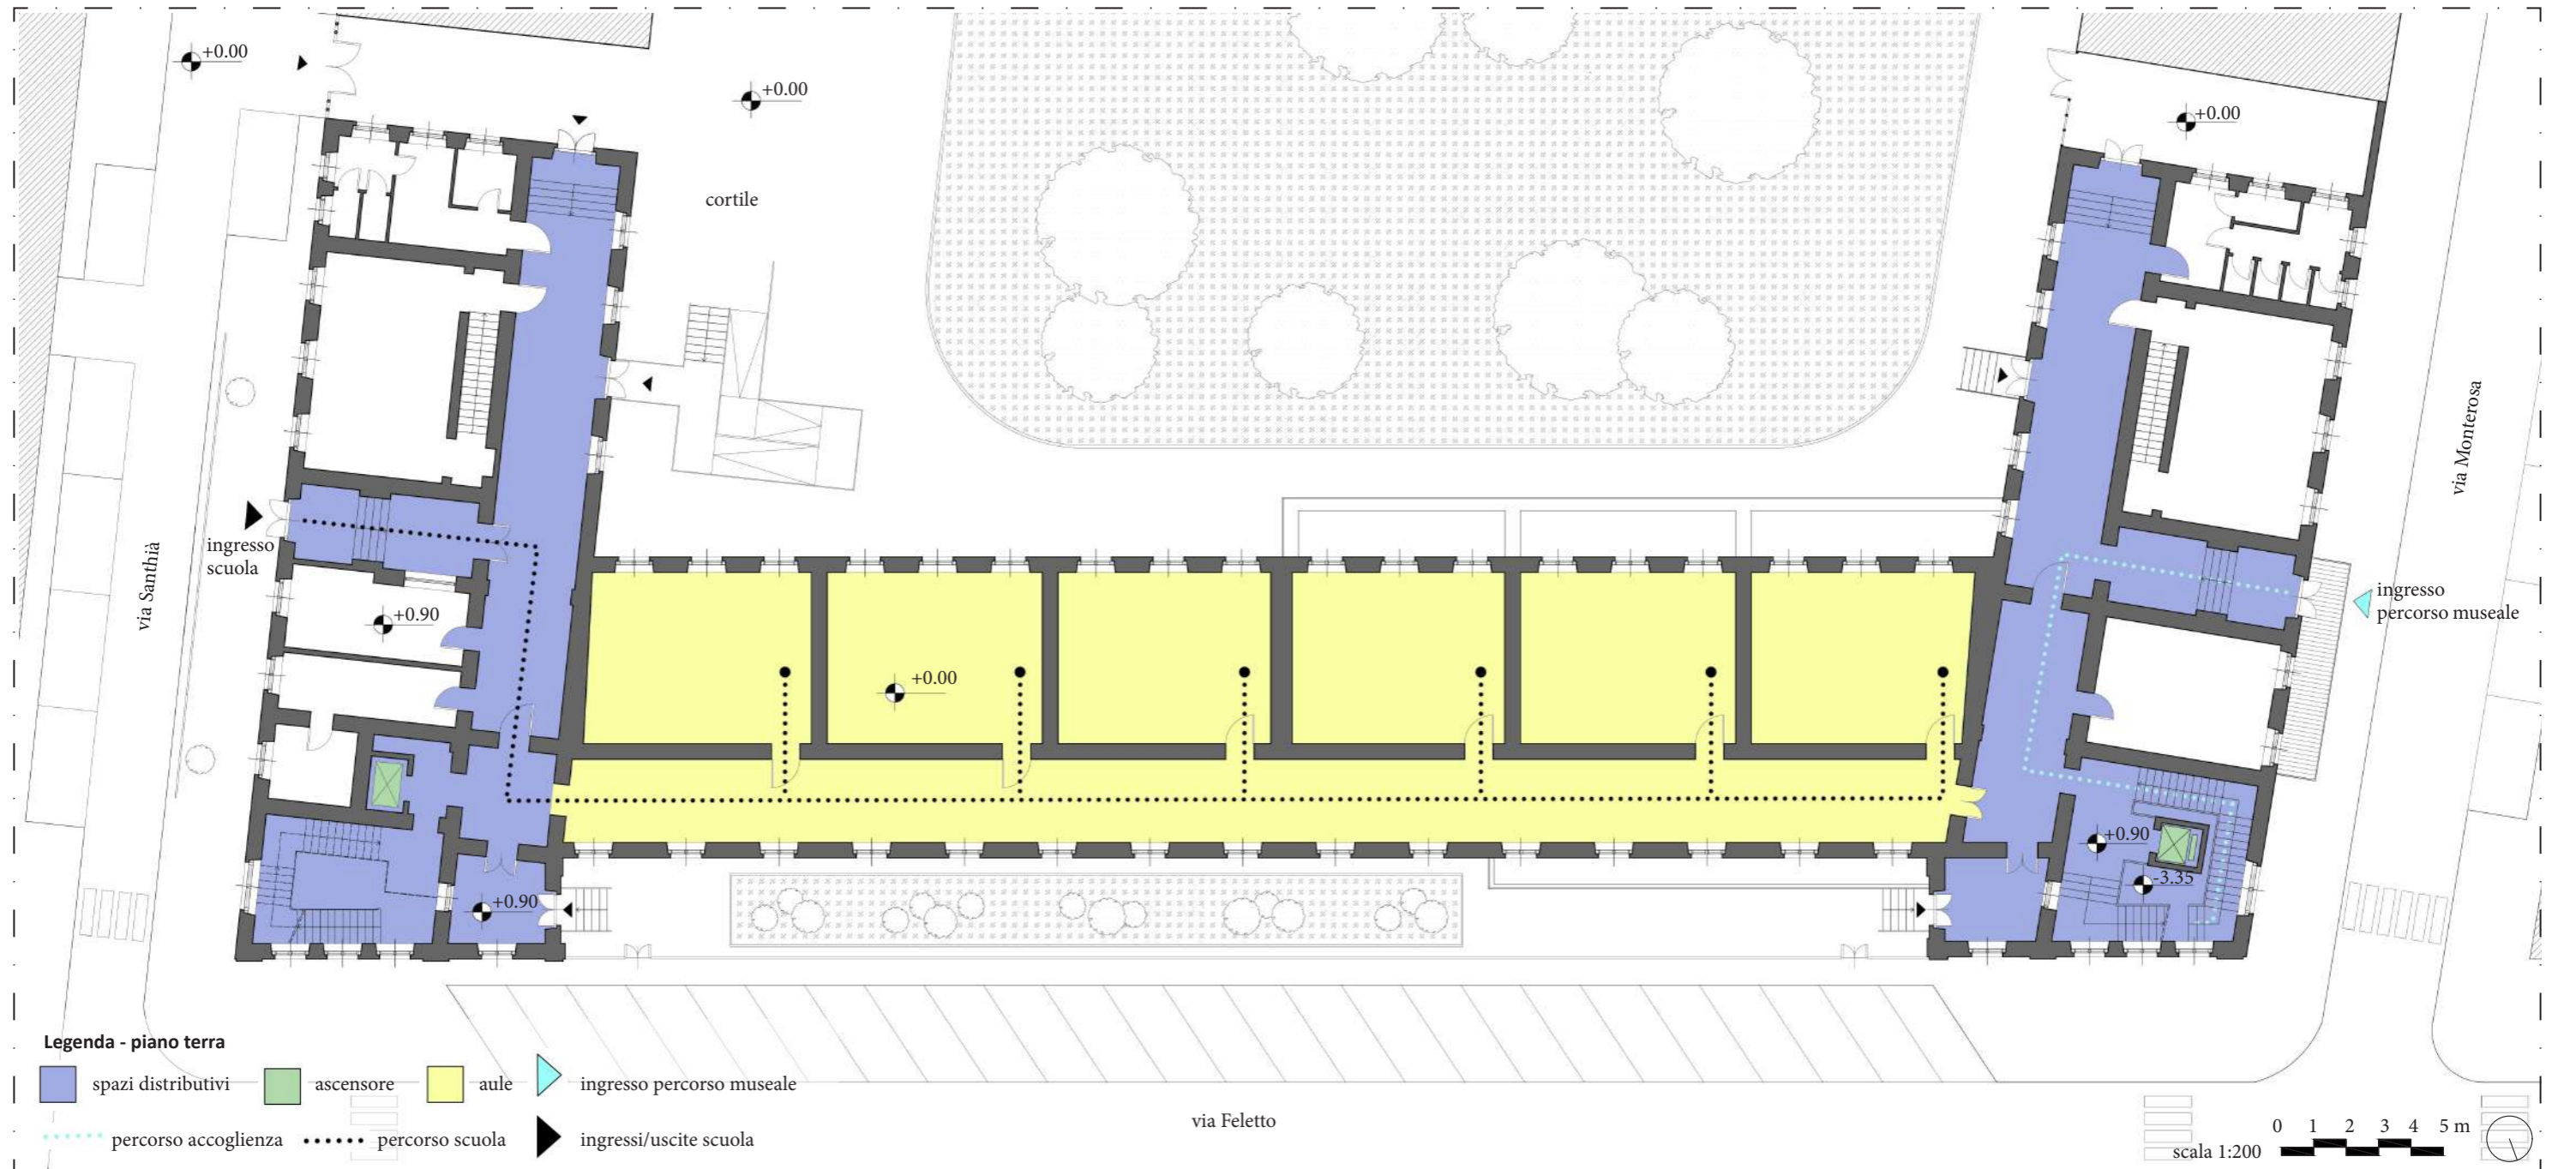 +0.00
+0.00
+0.00
cortile
via Monterosa
via Santhià
ingresso
scuola
ingresso
percorso museale
+0.90
+0.00
+0.90
-3.35
+0.90
Legenda - piano terra
spazi distributivi
ascensore
aule
ingresso percorso museale
percorso accoglienza
percorso scuola
ingressi/uscite scuola
via Feletto
0 1 2 3 4 5 m
scala 1:200